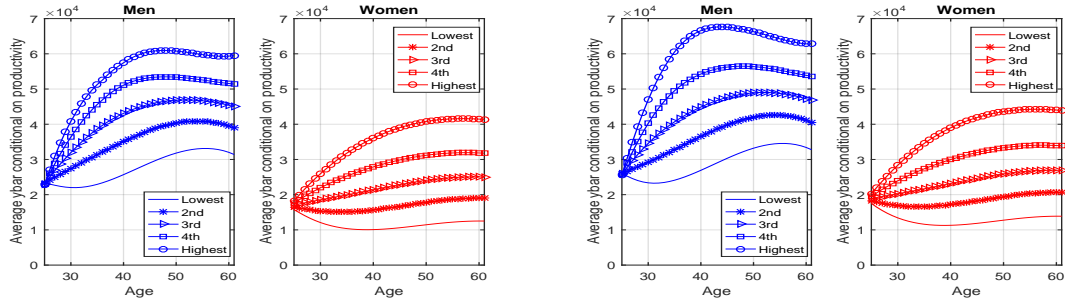 Men
×10⁴
Average ybar conditional on productivity
7
6
5
4
3
2
1
0
30 40 50 60
Age
Lowest
2nd
3rd
4th
Highest
Women
×10⁴
7
6
5
4
3
2
1
0
30 40 50 60
Age
Lowest
2nd
3rd
4th
Highest
Men
×10⁴
Average ybar conditional on productivity
7
6
5
4
3
2
1
0
30 40 50 60
Age
Lowest
2nd
3rd
4th
Highest
Women
×10⁴
Average ybar conditional on productivity
7
6
5
4
3
2
1
0
30 40 50 60
Age
Lowest
2nd
3rd
4th
Highest